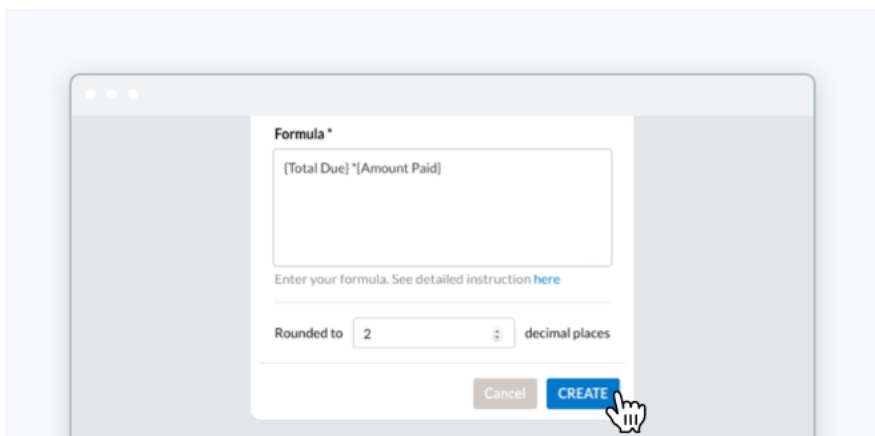 Formula *
{Total Due} *{Amount Paid}
Enter your formula. See detailed instruction here
Rounded to 2 decimal places
Cancel CREATE